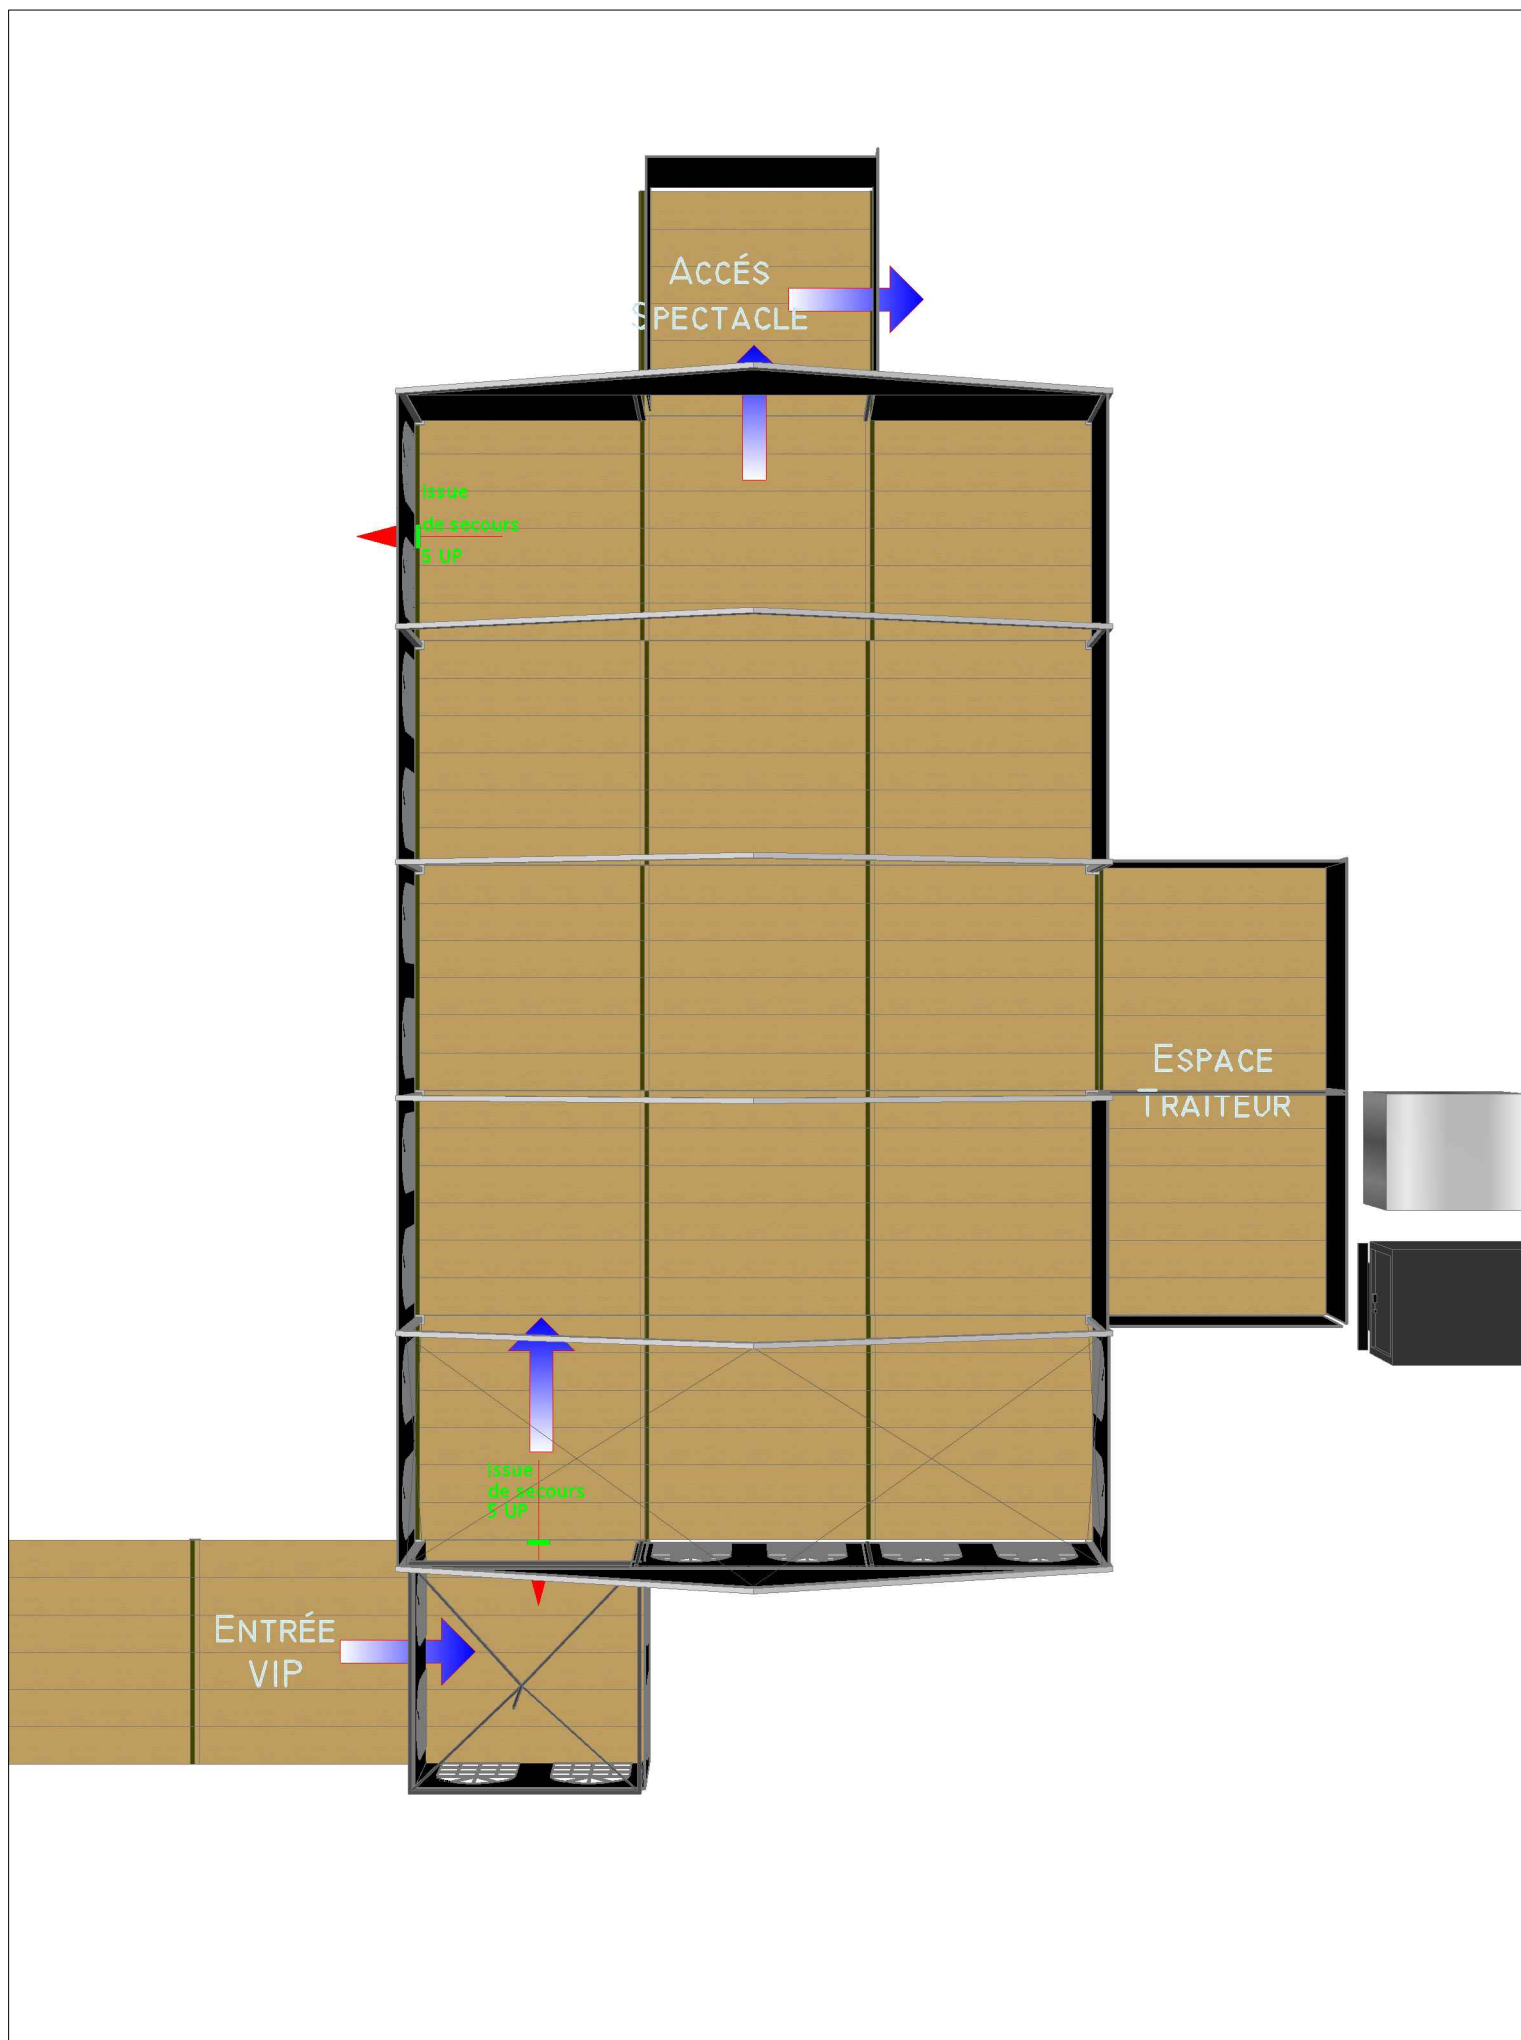 ACCÉS
SPECTACLE
issue
de secours
5 UP
ESPACE
TRAITEUR
issue
de secours
5 UP
ENTRÉE
VIP